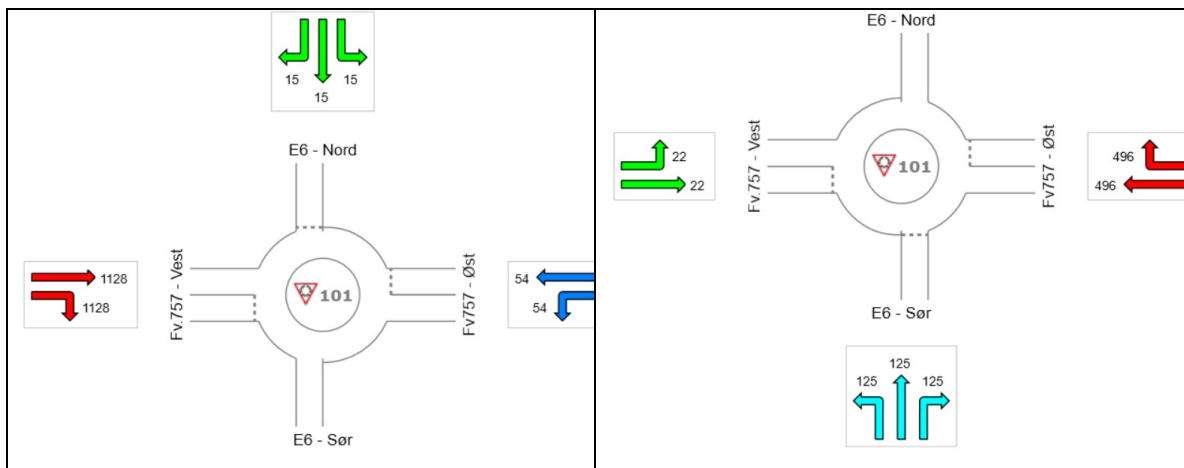 15
15
15
E6 - Nord
Fv.757 - Vest
Fv757 - Øst
101
1128
1128
54
54
E6 - Sør
E6 - Nord
Fv.757 - Vest
Fv757 - Øst
101
22
22
496
496
E6 - Sør
125
125
125